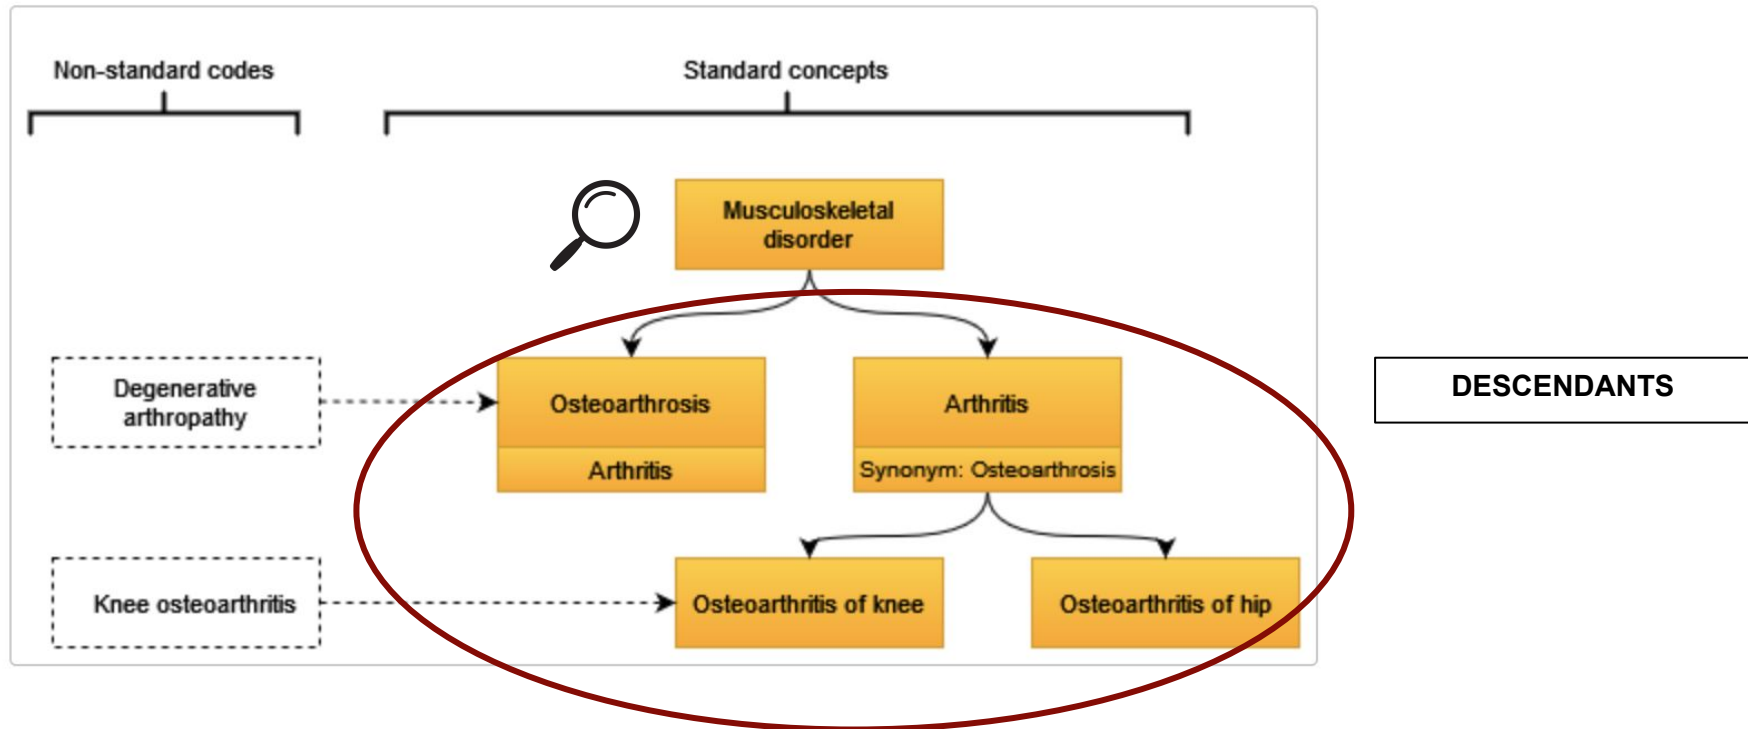 Non-standard codes
Standard concepts
Musculoskeletal
disorder
Degenerative
arthropathy
Osteoarthrosis
Arthritis
Arthritis
Synonym: Osteoarthrosis
DESCENDANTS
Knee osteoarthritis
Osteoarthritis of knee
Osteoarthritis of hip